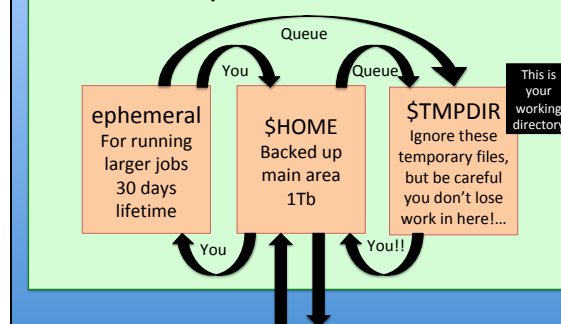 Queue
You
Queue
This is
your
working
directory
ephemeral
For running
larger jobs
30 days
lifetime
$HOME
Backed up
main area
1Tb
$TMPDIR
Ignore these
temporary files,
but be careful
you don't lose
work in here!...
You
You!!